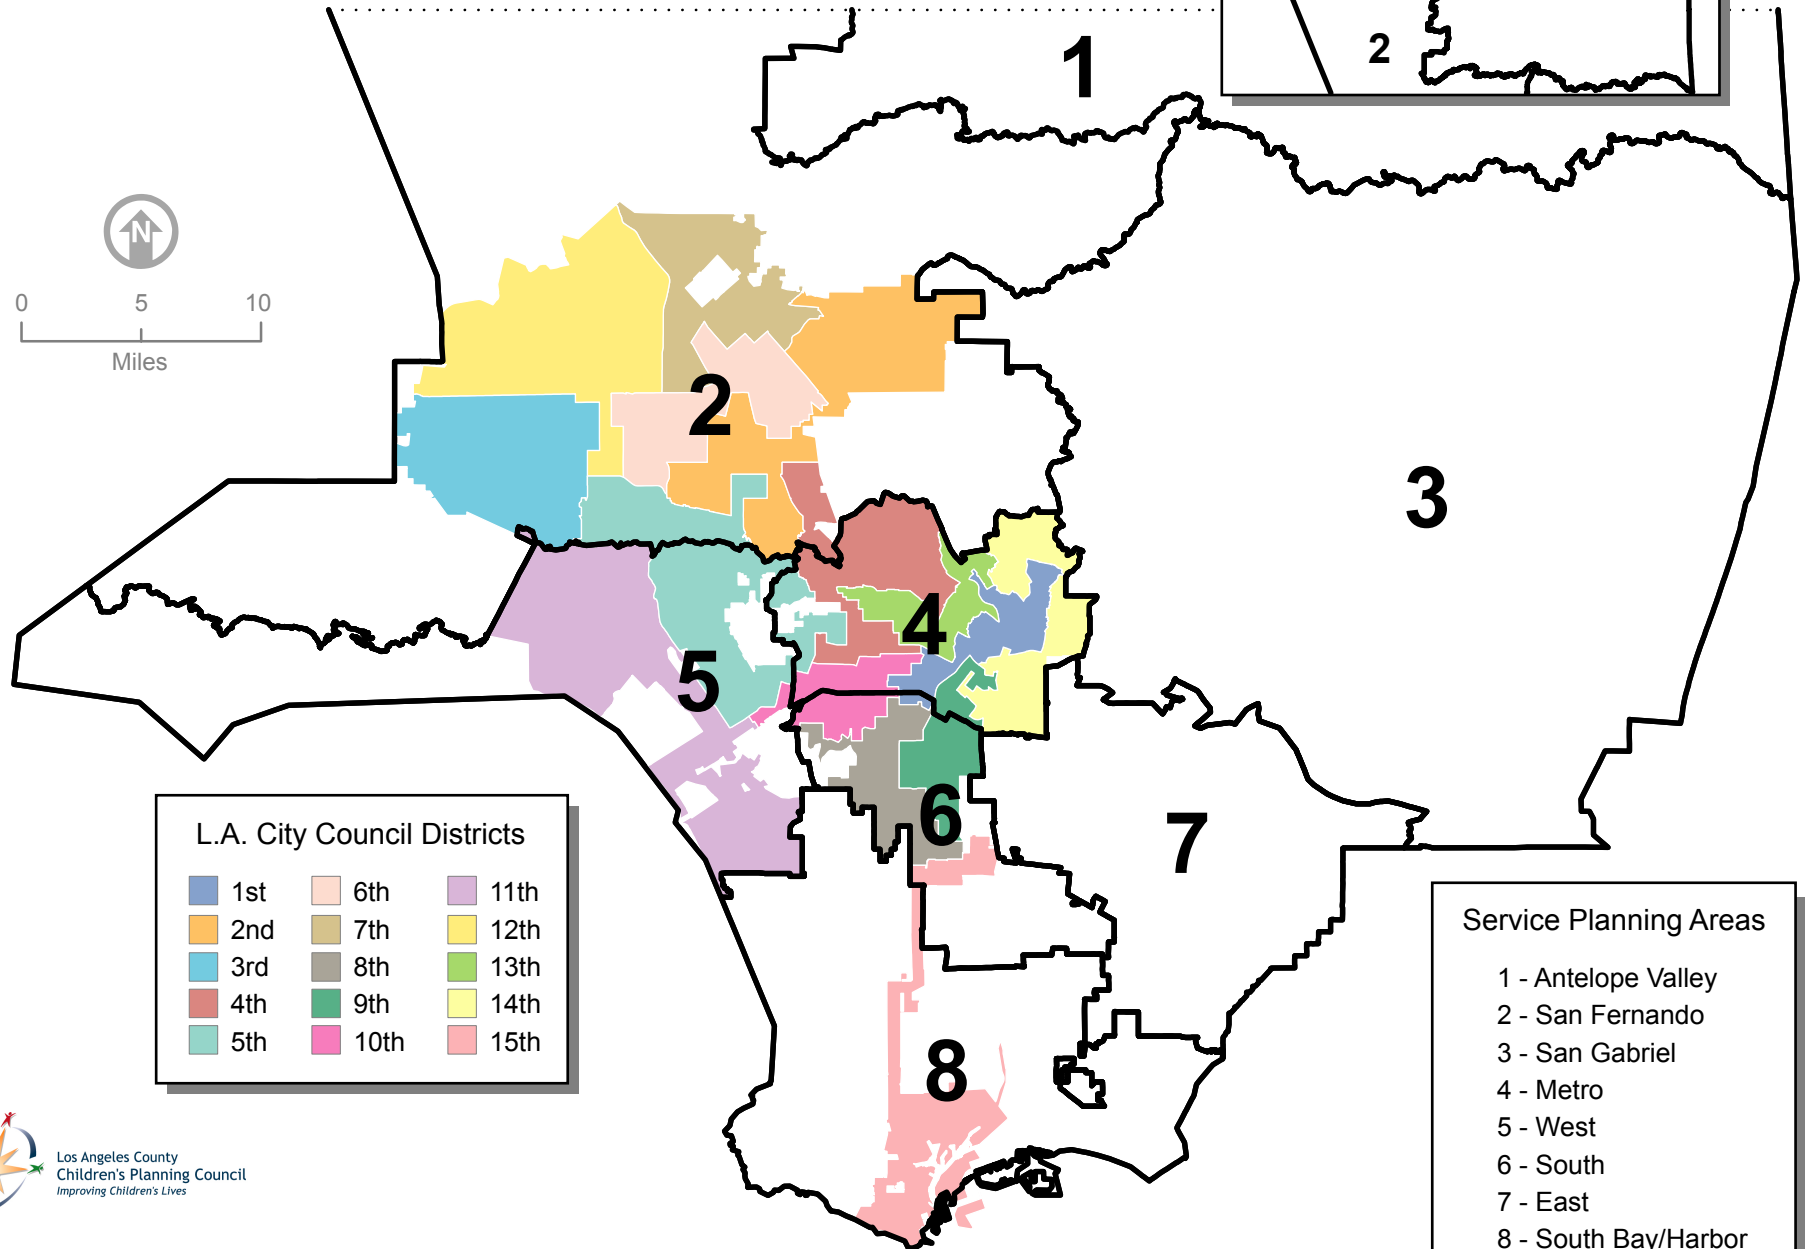 1
2
N
0 5 10
Miles
2
3
4
5
6
7
8
L.A. City Council Districts
1st 6th 11th
2nd 7th 12th
3rd 8th 13th
4th 9th 14th
5th 10th 15th
Service Planning Areas
1 - Antelope Valley
2 - San Fernando
3 - San Gabriel
4 - Metro
5 - West
6 - South
7 - East
8 - South Bay/Harbor
Los Angeles County
Children's Planning Council
Improving Children's Lives